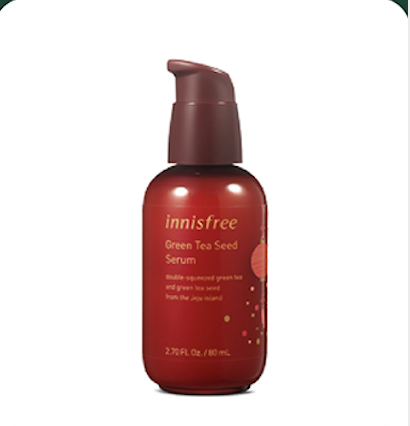 innisfree
Green Tea Seed
Serum
double-squeezed green tea
and green tea seed
from the Jeju island
2.70 FL. Oz. / 80 mL